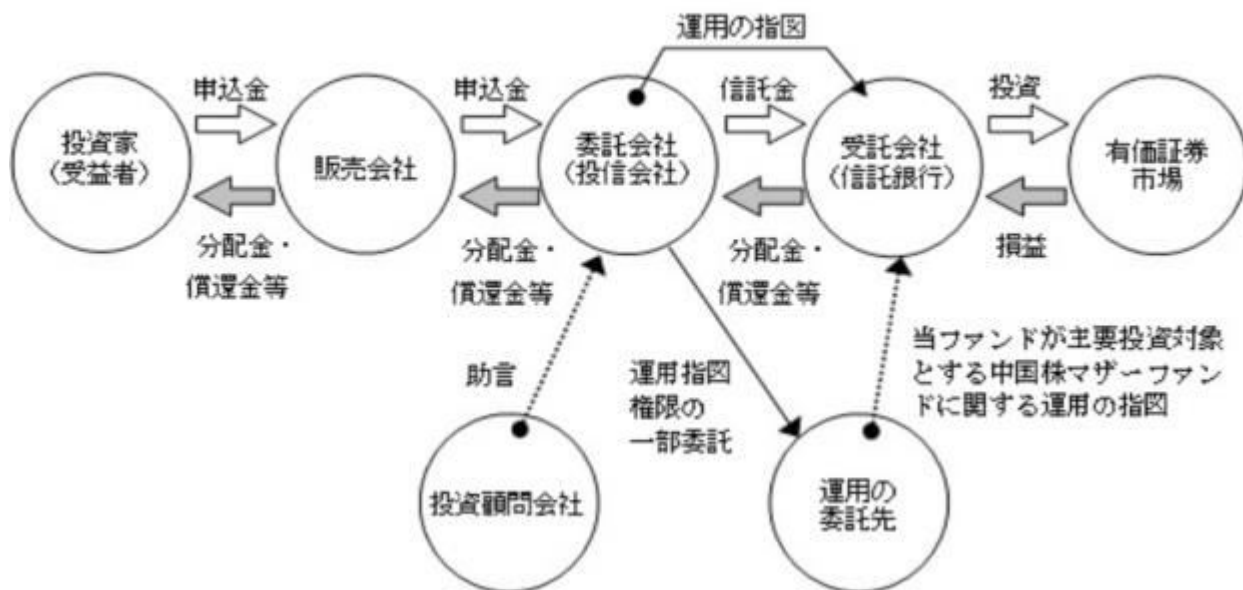 運用の指図
申込金
申込金
信託金
投資
投資家
〈受益者〉
販売会社
委託会社
〈投信会社〉
受託会社
〈信託銀行〉
有価証券
市場
分配金・
償還金等
分配金・
償還金等
分配金・
償還金等
損益
助言
運用指図
権限の
一部委託
当ファンドが主要投資対象
とする中国株マザーファン
ドに関する運用の指図
投資顧問会社
運用の
委託先